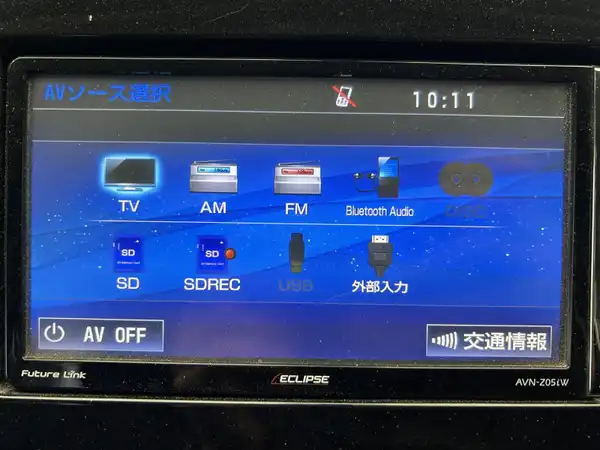 AVソース選択
10:11
TV AM FM Bluetooth Audio
SD SDREC USB 外部入力
AV OFF 交通情報
Future Link ECLIPSE AVN-Z05iW